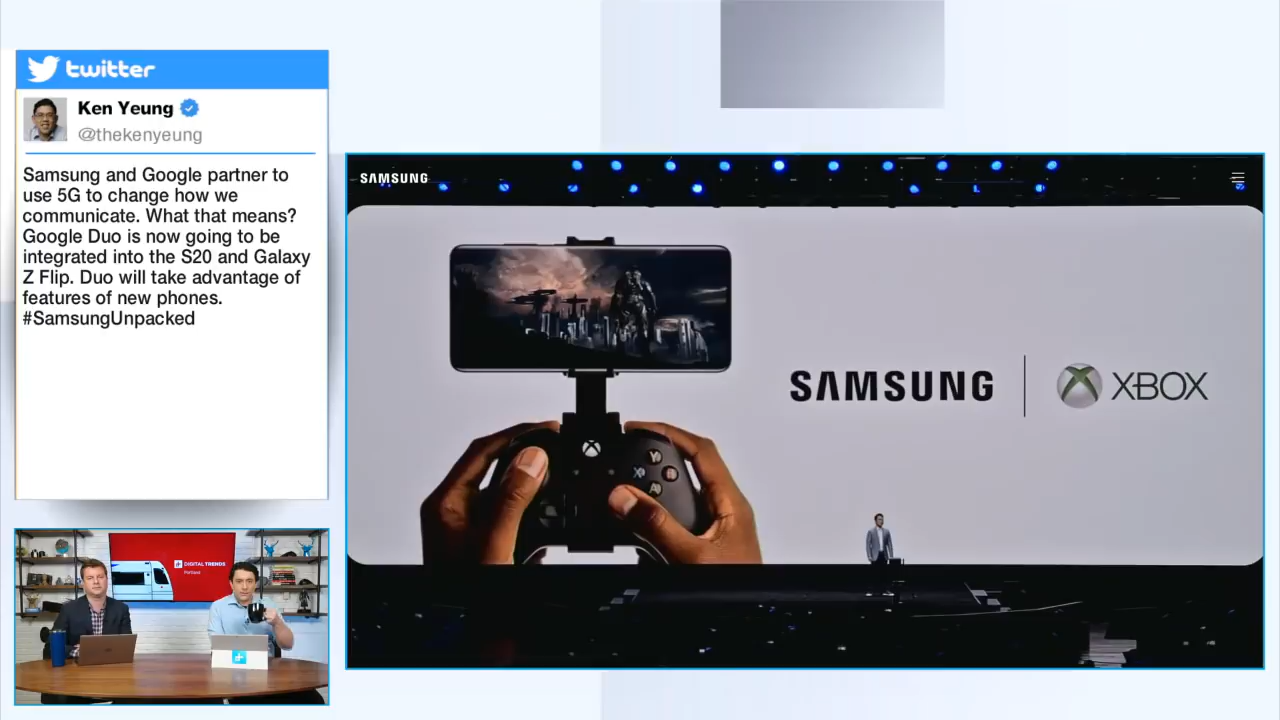 twitter
Ken Yeung
@thekenyeung
Samsung and Google partner to
use 5G to change how we
communicate. What that means?
Google Duo is now going to be
integrated into the S20 and Galaxy
Z Flip. Duo will take advantage of
features of new phones.
#SamsungUnpacked
SAMSUNG
SAMSUNG
XBOX
Y
X
B
A
DIGITAL TRENDS
Portland